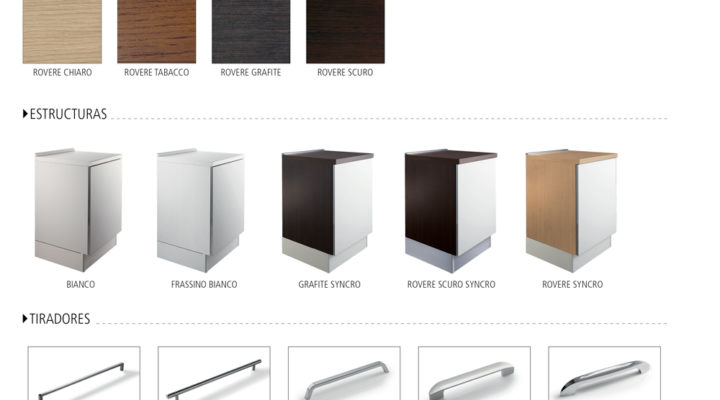 ROVERE CHIARO ROVERE TABACCO ROVERE GRAFITE ROVERE SCURO
ESTRUCTURAS
BIANCO FRASSINO BIANCO GRAFITE SYNCRO ROVERE SCURO SYNCRO ROVERE SYNCRO
TIRADORES